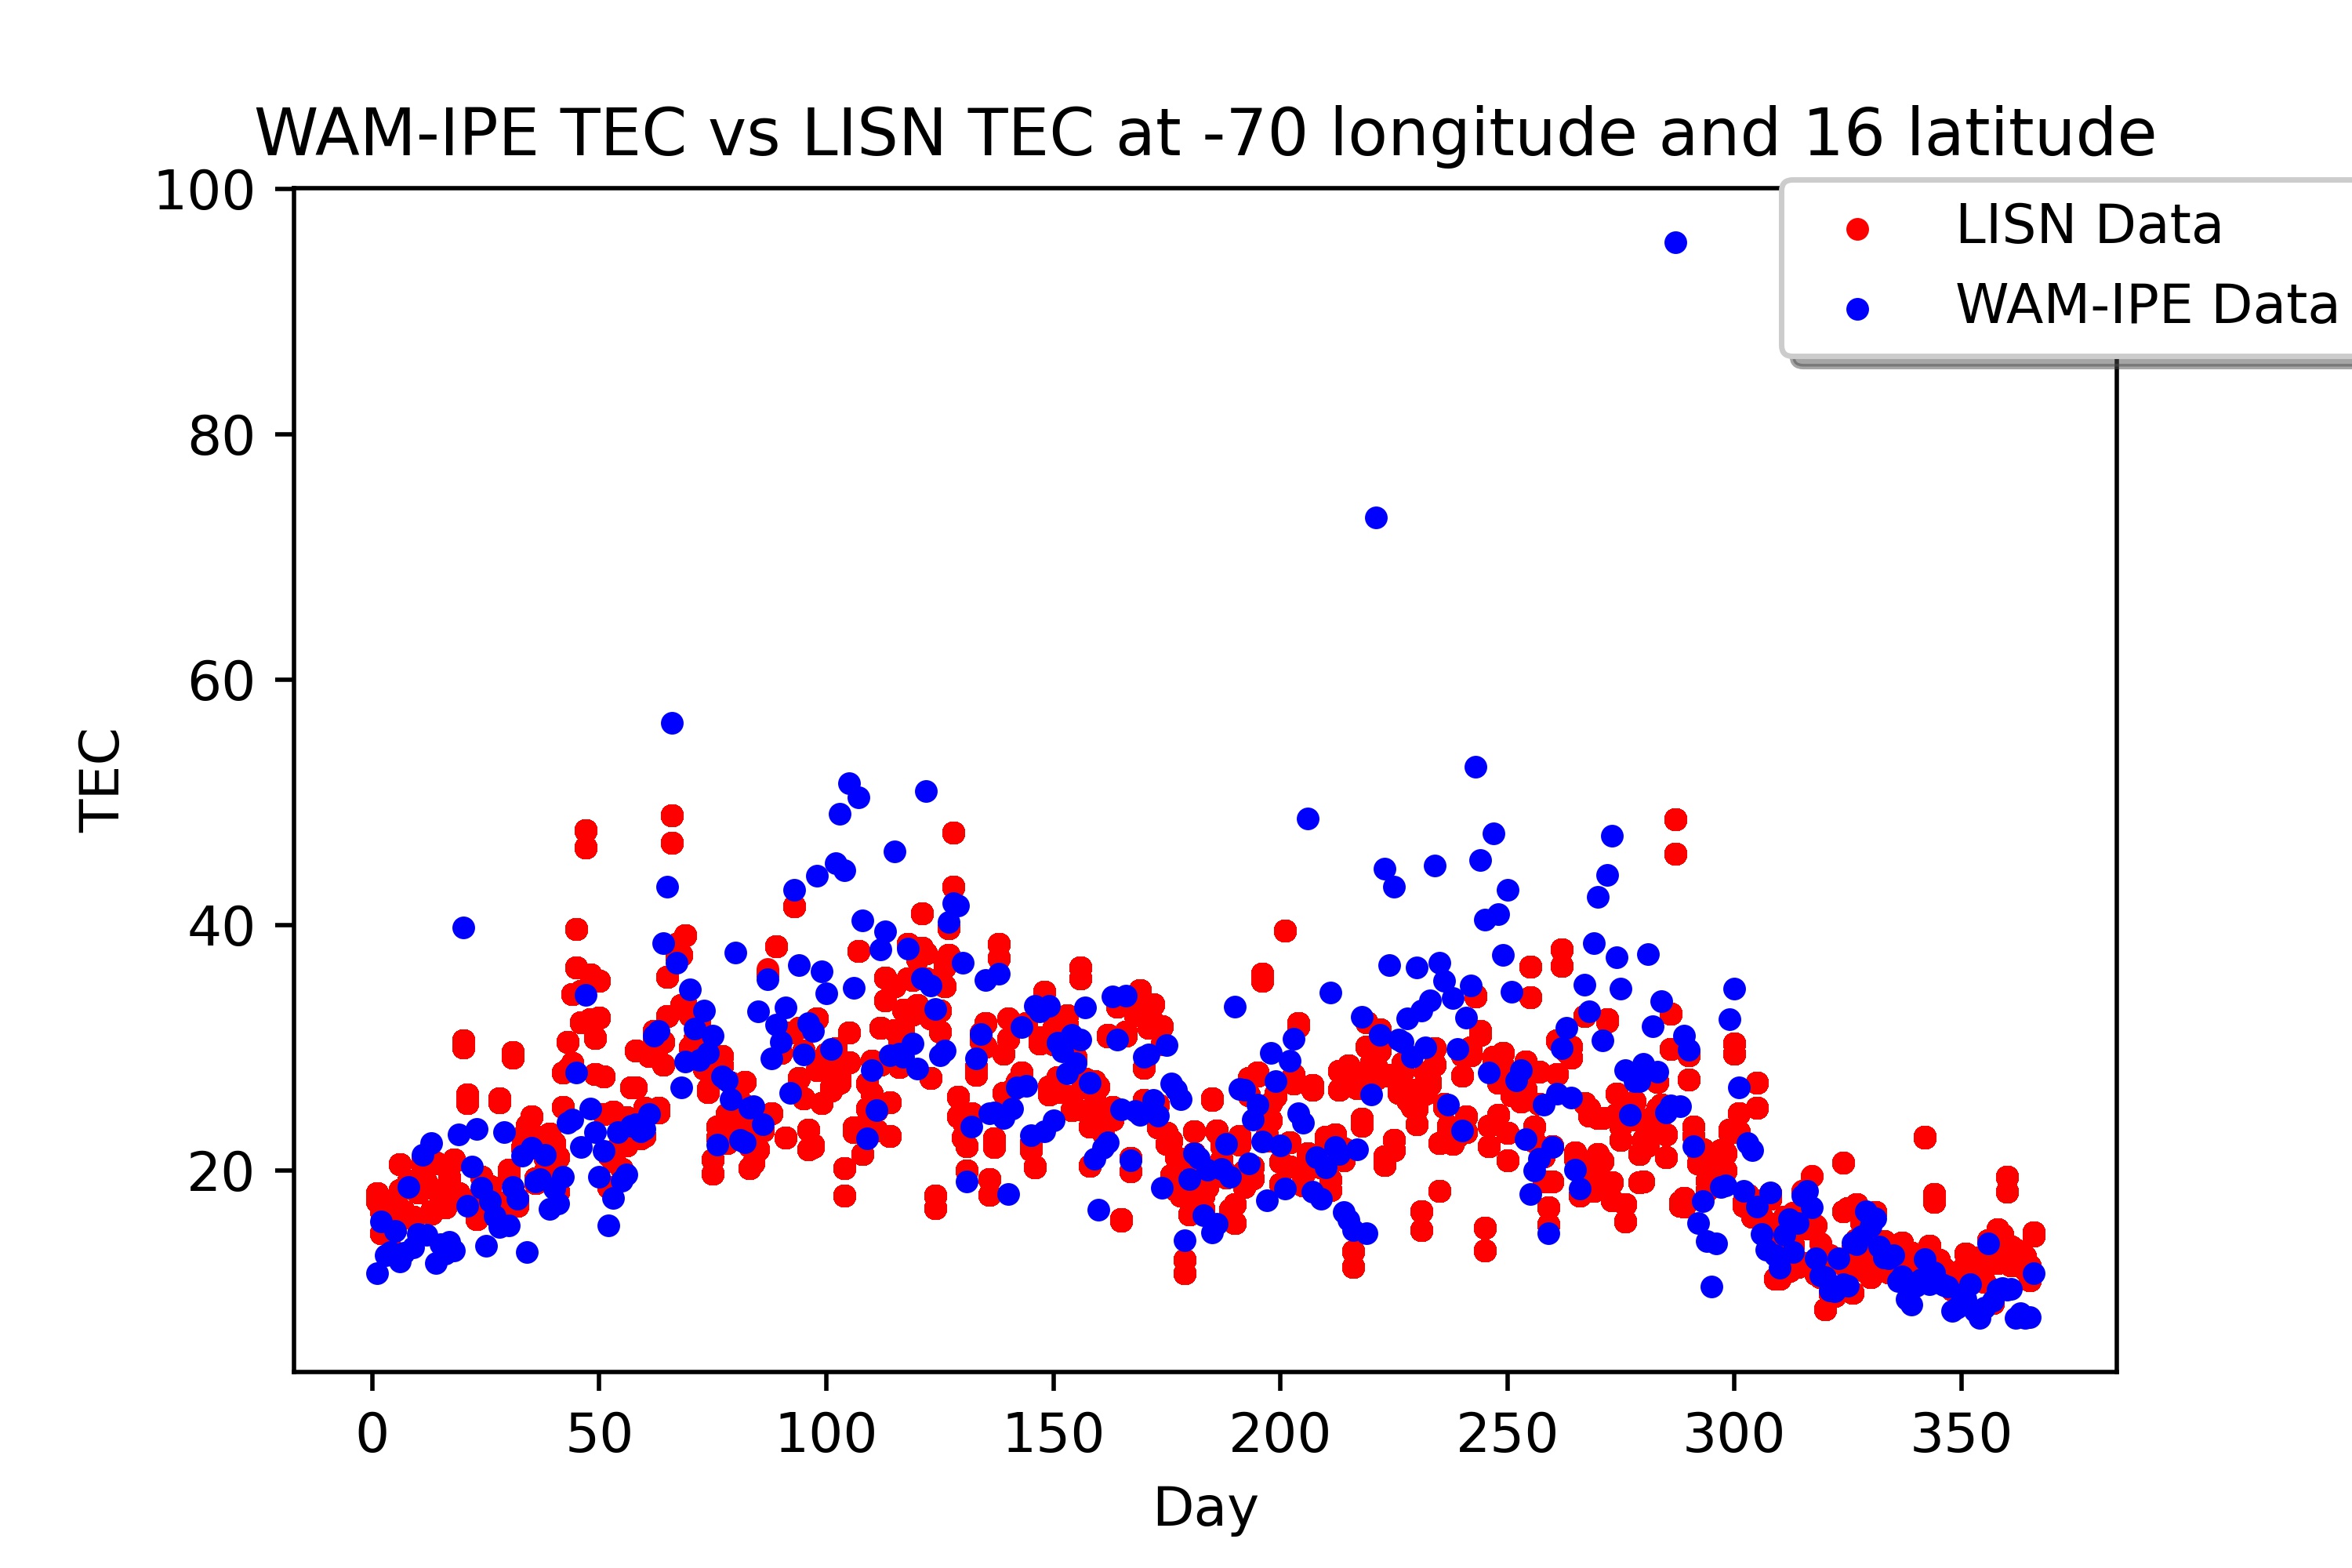 WAM-IPE TEC vs LISN TEC at -70 longitude and 16 latitude
100
80
60
40
20
TEC
LISN Data
WAM-IPE Data
0 50 100 150 200 250 300 350
Day